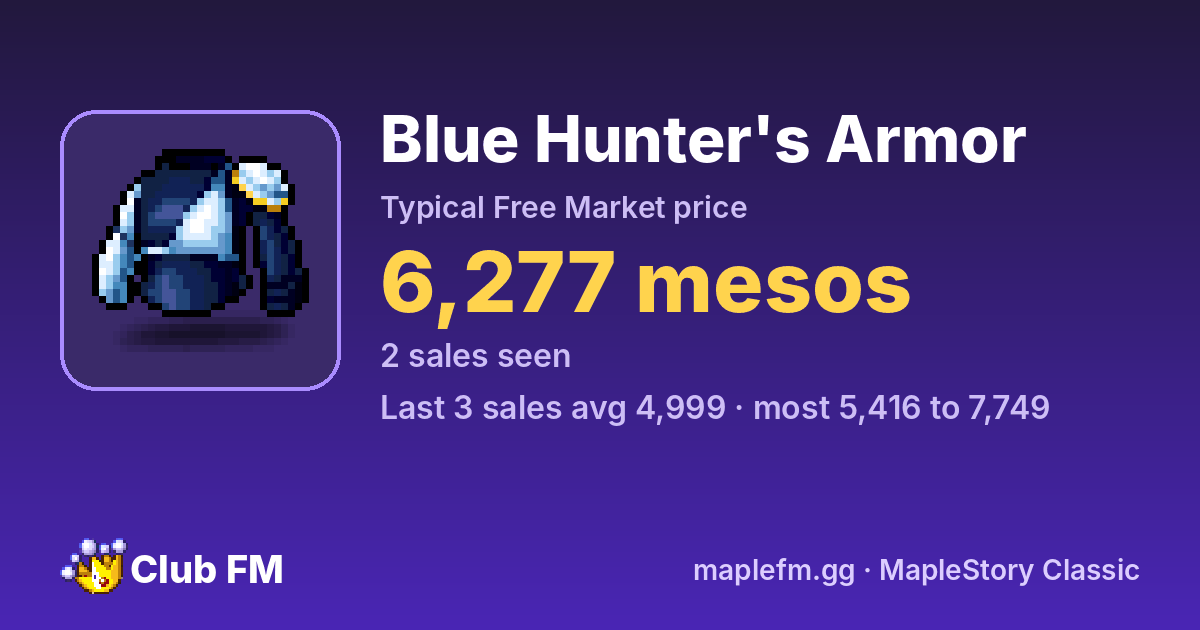 Blue Hunter's Armor
Typical Free Market price
6,277 mesos
2 sales seen
Last 3 sales avg 4,999 · most 5,416 to 7,749
Club FM
maplefm.gg · MapleStory Classic